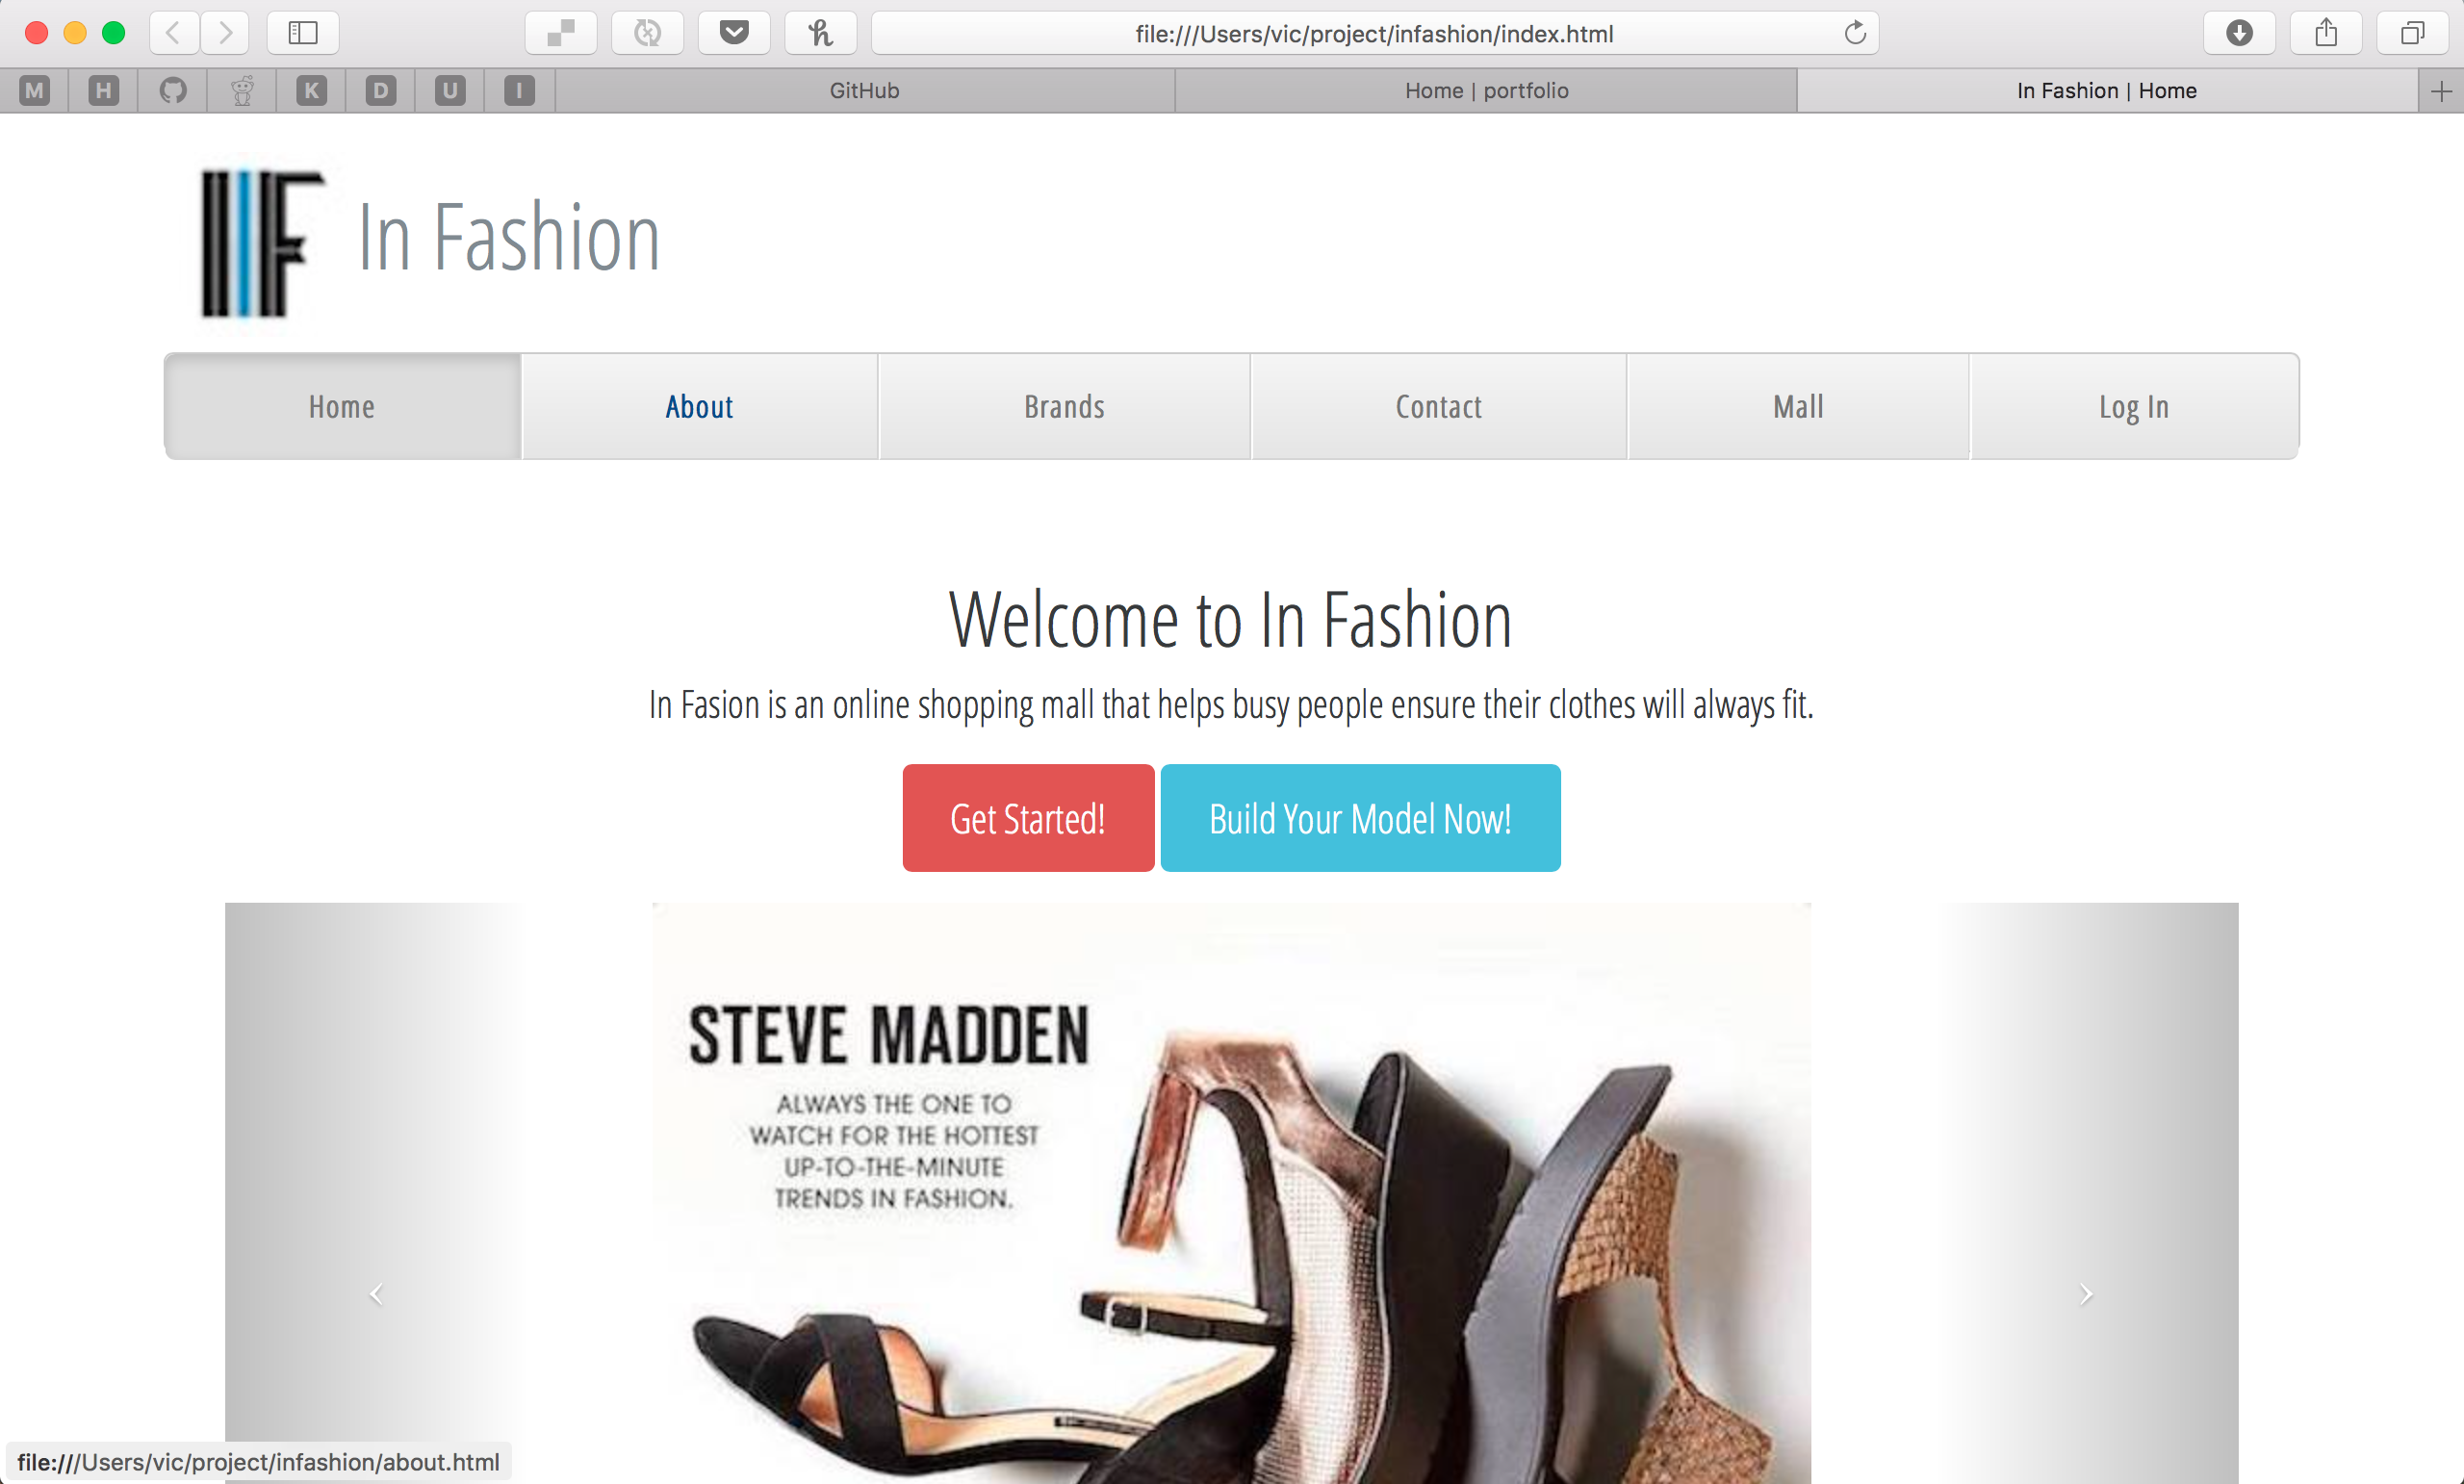 file:///Users/vic/project/infashion/index.html
M H K D U I GitHub Home | portfolio In Fashion | Home
IF In Fashion
Home About Brands Contact Mall Log In
Welcome to In Fashion
In Fasion is an online shopping mall that helps busy people ensure their clothes will always fit.
Get Started! Build Your Model Now!
STEVE MADDEN
ALWAYS THE ONE TO
WATCH FOR THE HOTTEST
UP-TO-THE-MINUTE
TRENDS IN FASHION.
file:///Users/vic/project/infashion/about.html